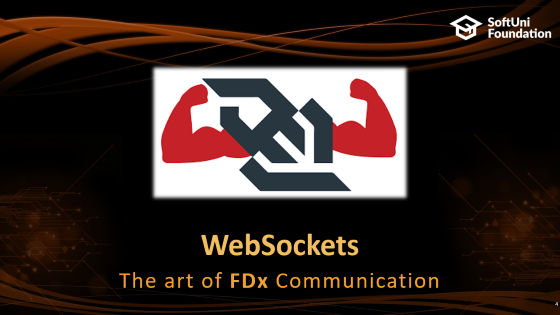 SoftUni
Foundation
WebSockets
The art of FDx Communication
4